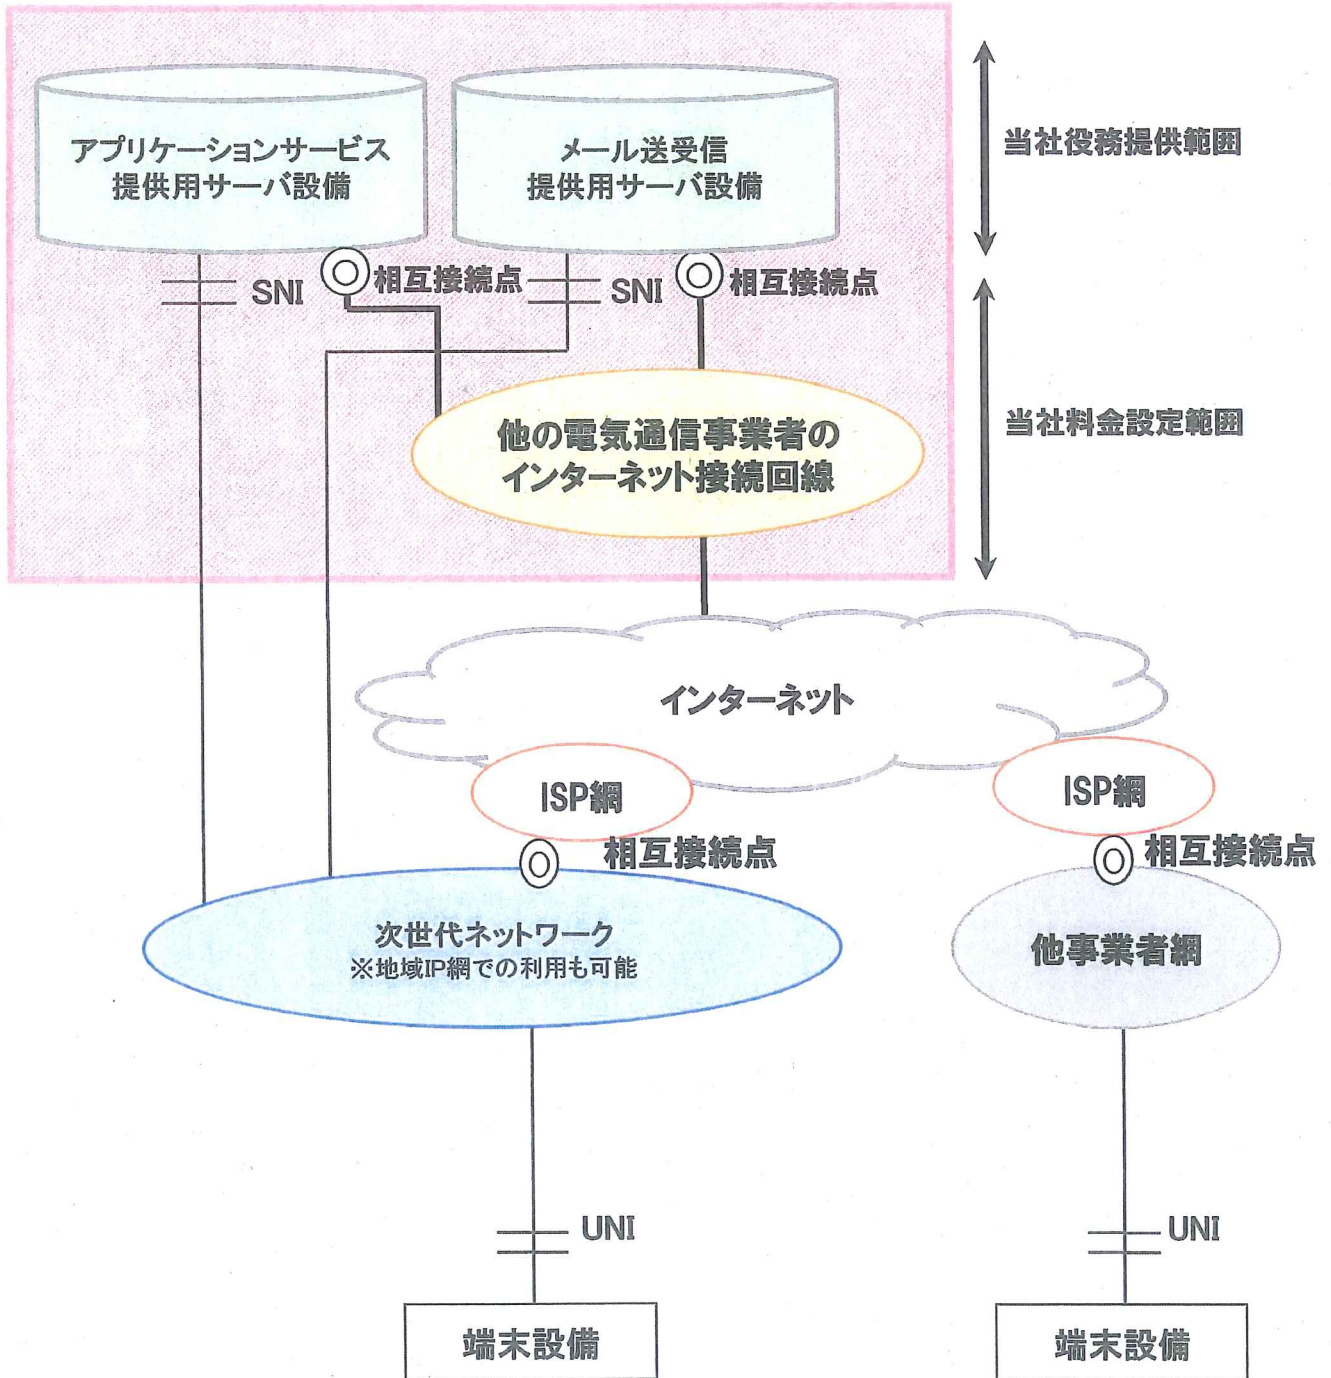 アプリケーションサービス
提供用サーバ設備
メール送受信
提供用サーバ設備
当社役務提供範囲
SNI
相互接続点
SNI
相互接続点
当社料金設定範囲
他の電気通信事業者の
インターネット接続回線
インターネット
ISP網
ISP網
相互接続点
相互接続点
次世代ネットワーク
※地域IP網での利用も可能
他事業者網
UNI
UNI
端末設備
端末設備